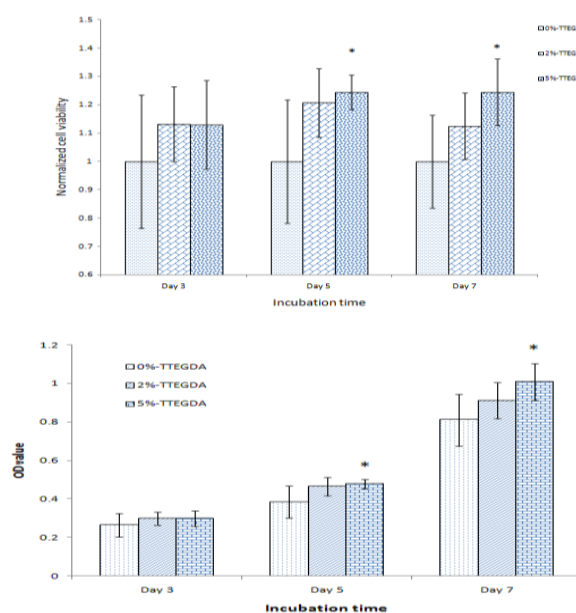 0%-TTEG
2%-TTEG
5%-TTEG
Normalized cell viability
1.5
1.4
1.3
1.2
1.1
1
0.9
0.8
0.7
0.6
* *
Day 3 Day 5 Day 7
Incubation time
0%-TTEGDA
2%-TTEGDA
5%-TTEGDA
OD value
1.2
1
0.8
0.6
0.4
0.2
0
* *
Day 3 Day 5 Day 7
Incubation time